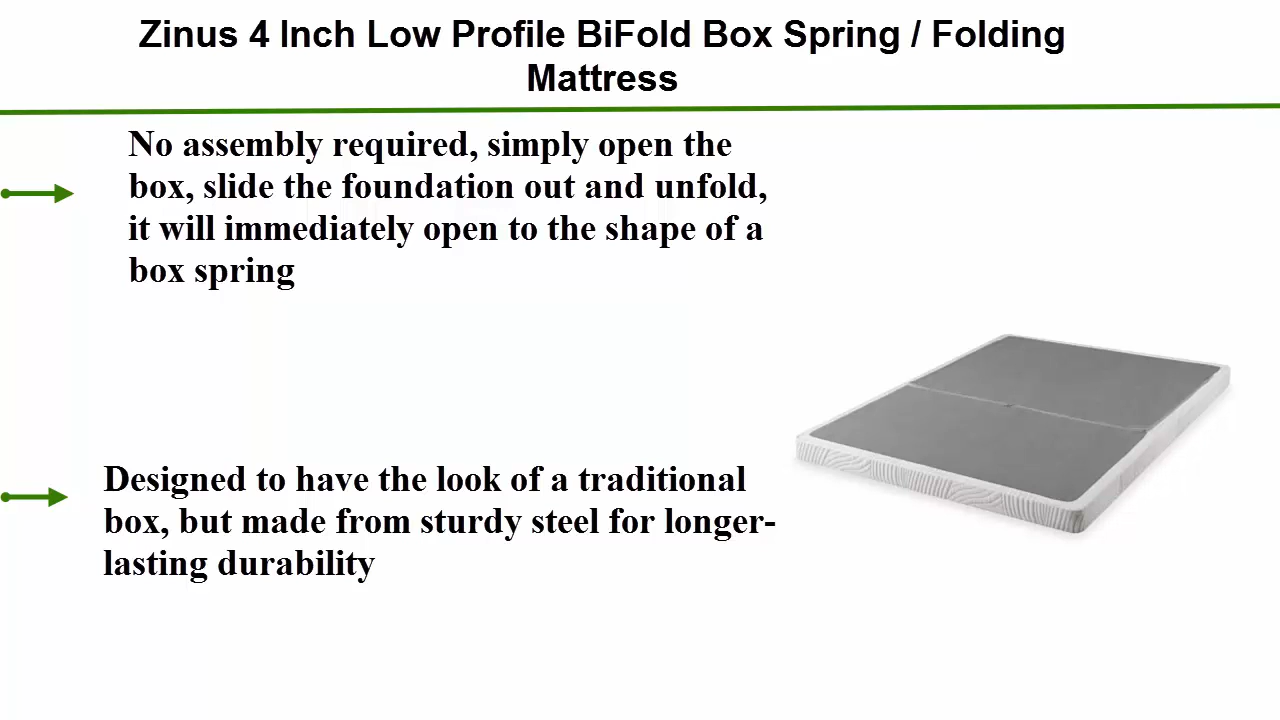 Zinus 4 Inch Low Profile BiFold Box Spring / Folding
Mattress
No assembly required, simply open the
box, slide the foundation out and unfold,
it will immediately open to the shape of a
box spring
Designed to have the look of a traditional
box, but made from sturdy steel for longer-
lasting durability